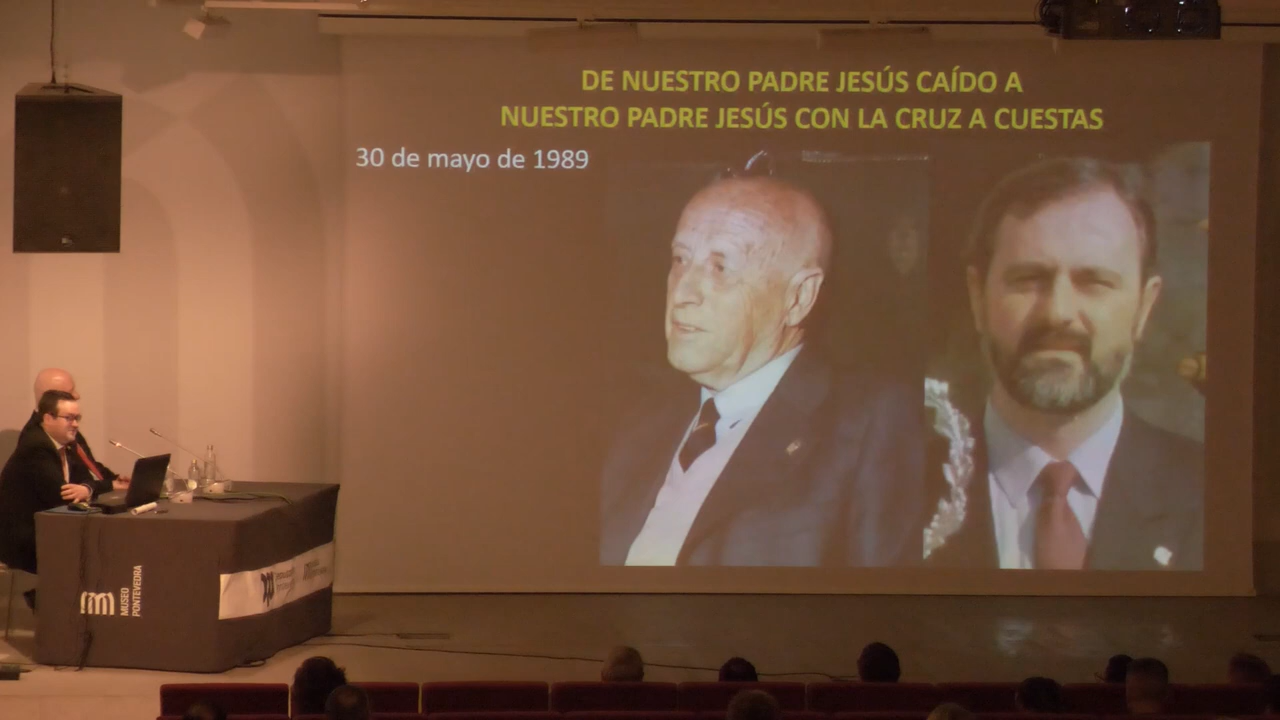 DE NUESTRO PADRE JESÚS CAÍDO A
NUESTRO PADRE JESÚS CON LA CRUZ A CUESTAS
30 de mayo de 1989
MUSEO
PONTEVEDRA